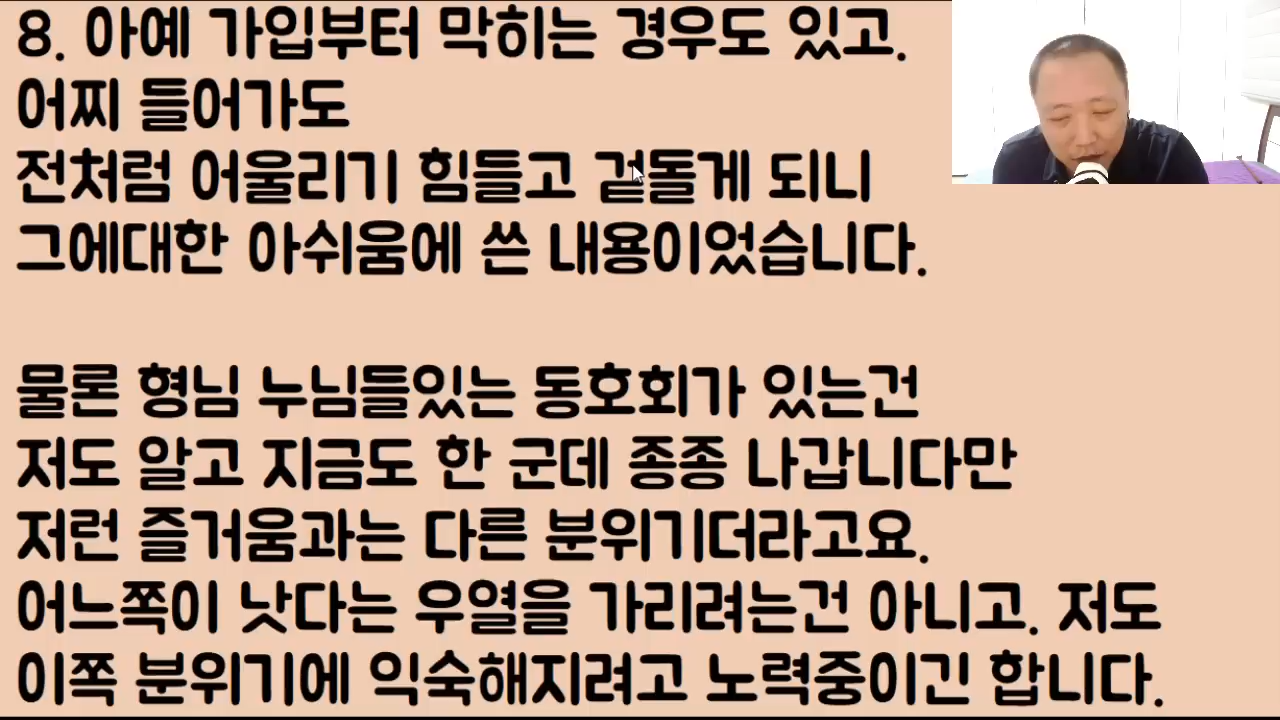 8. 아예 가입부터 막히는 경우도 있고.
어찌 들어가도
전처럼 어울리기 힘들고 겉돌게 되니
그에대한 아쉬움에 쓴 내용이었습니다.
물론 형님 누님들있는 동호회가 있는건
저도 알고 지금도 한 군데 종종 나갑니다만
저런 즐거움과는 다른 분위기더라고요.
어느쪽이 낫다는 우열을 가리려는건 아니고. 저도
이쪽 분위기에 익숙해지려고 노력중이긴 합니다.